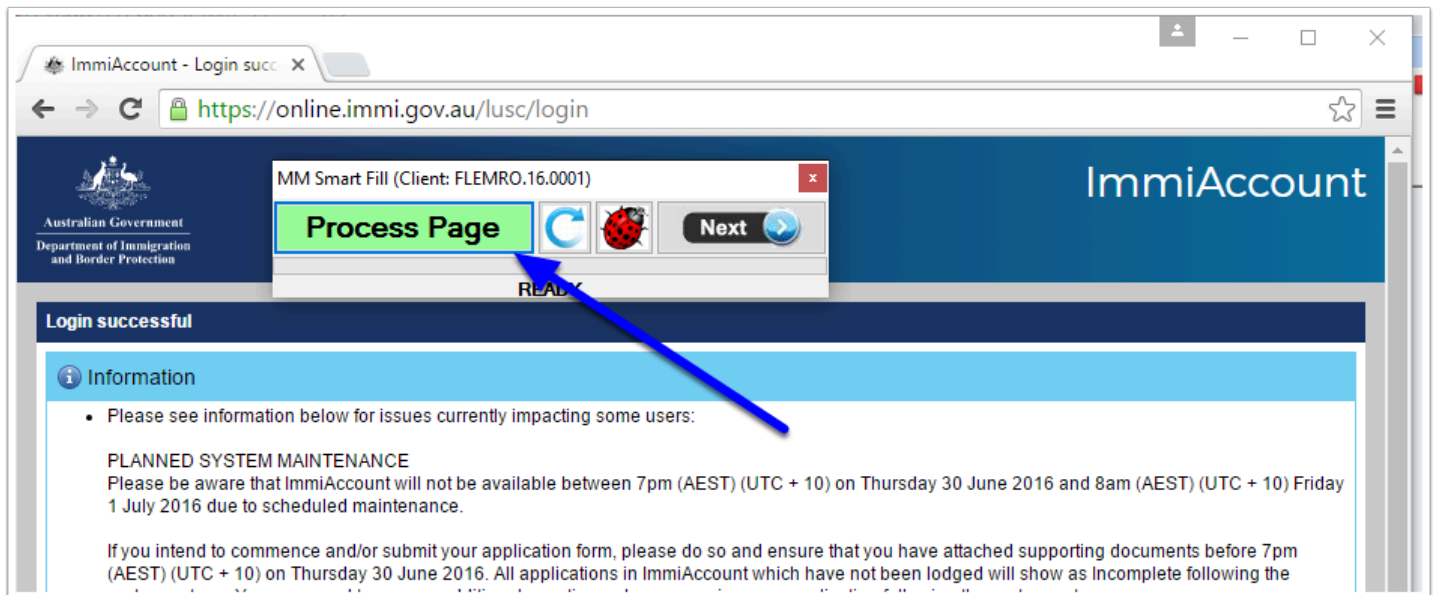 ImmiAccount - Login succ
https://online.immi.gov.au/lusc/login
Australian Government
Department of Immigration
and Border Protection
MM Smart Fill (Client: FLEMRO.16.0001)
x
Process Page
Next
READY
ImmiAccount
Login successful
Information
• Please see information below for issues currently impacting some users:
PLANNED SYSTEM MAINTENANCE
Please be aware that ImmiAccount will not be available between 7pm (AEST) (UTC + 10) on Thursday 30 June 2016 and 8am (AEST) (UTC + 10) Friday
1 July 2016 due to scheduled maintenance.
If you intend to commence and/or submit your application form, please do so and ensure that you have attached supporting documents before 7pm
(AEST) (UTC + 10) on Thursday 30 June 2016. All applications in ImmiAccount which have not been lodged will show as Incomplete following the